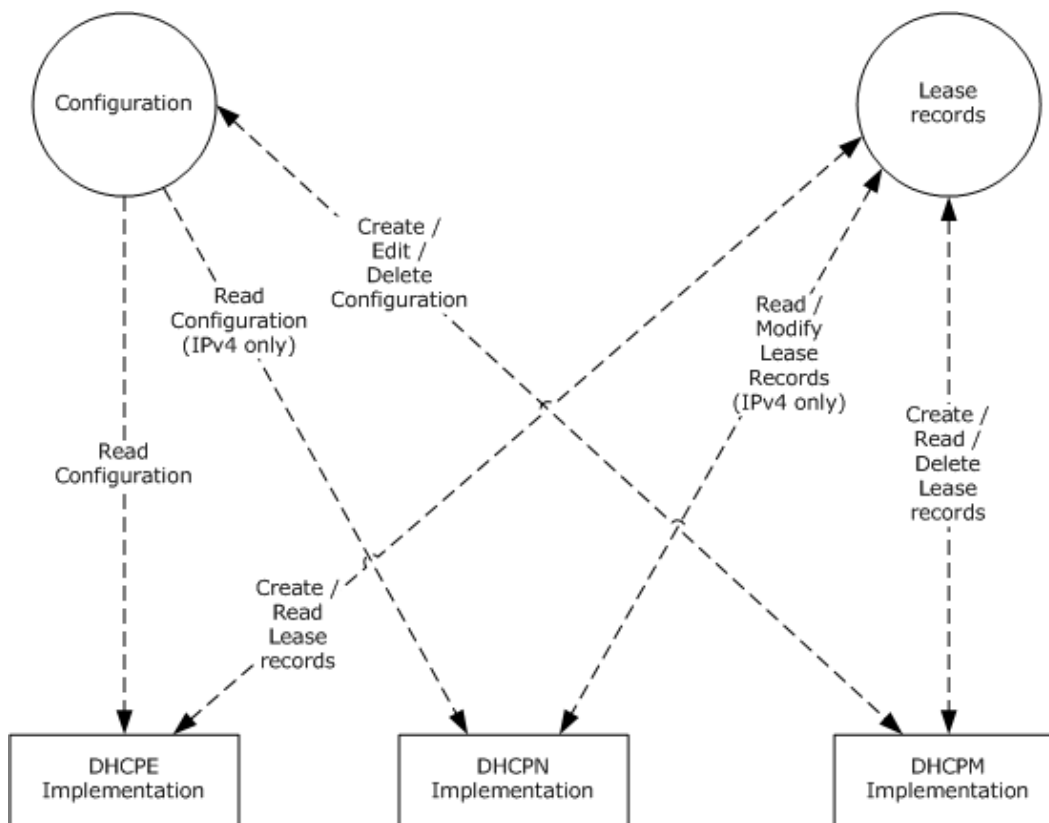 Configuration
Lease
records
Create /
Edit /
Delete
Configuration
Read
Configuration
(IPv4 only)
Read /
Modify
Lease
Records
(IPv4 only)
Read
Configuration
Create /
Read /
Delete
Lease
records
Create /
Read
Lease
records
DHCPE
Implementation
DHCPN
Implementation
DHCPM
Implementation